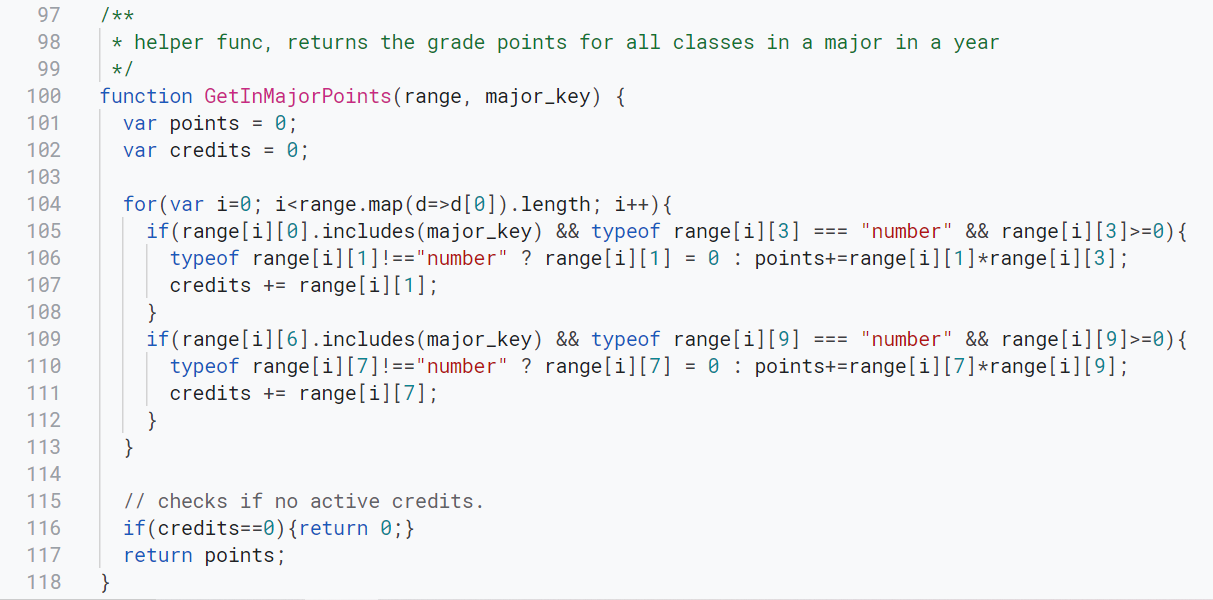 97 /**
98  * helper func, returns the grade points for all classes in a major in a year
99  */
100 function GetInMajorPoints(range, major_key) {
101   var points = 0;
102   var credits = 0;
103
104   for(var i=0; i<range.map(d=>d[0]).length; i++){
105     if(range[i][0].includes(major_key) && typeof range[i][3] === "number" && range[i][3]>=0){
106       typeof range[i][1]!=="number" ? range[i][1] = 0 : points+=range[i][1]*range[i][3];
107       credits += range[i][1];
108     }
109     if(range[i][6].includes(major_key) && typeof range[i][9] === "number" && range[i][9]>=0){
110       typeof range[i][7]!=="number" ? range[i][7] = 0 : points+=range[i][7]*range[i][9];
111       credits += range[i][7];
112     }
113   }
114
115   // checks if no active credits.
116   if(credits==0){return 0;}
117   return points;
118 }